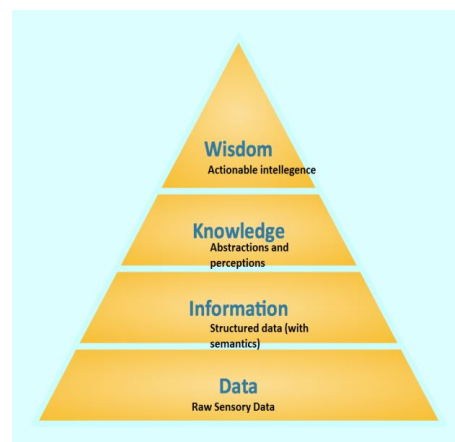 Wisdom
Actionable intellegence
Knowledge
Abstractions and
perceptions
Information
Structured data (with
semantics)
Data
Raw Sensory Data